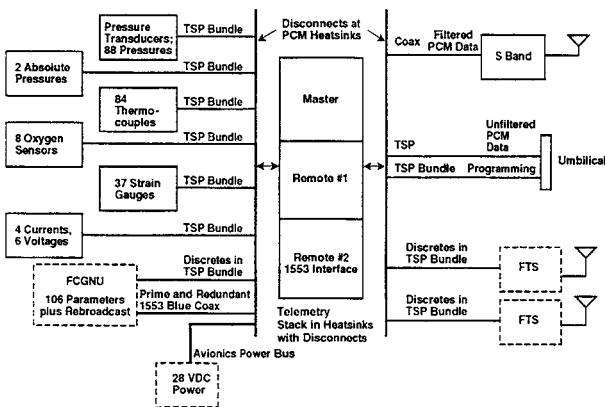 Pressure
Transducers;
88 Pressures
TSP Bundle
2 Absolute
Pressures
TSP Bundle
84
Thermo-
couples
TSP Bundle
8 Oxygen
Sensors
TSP Bundle
37 Strain
Gauges
TSP Bundle
4 Currents,
6 Voltages
TSP Bundle
FCGNU
106 Parameters
plus Rebroadcast
Discretes in
TSP Bundle
Prime and Redundant
1553 Blue Coax
Avionics Power Bus
28 VDC
Power
Disconnects at
PCM Heatsinks
Master
Remote #1
Remote #2
1553 Interface
Telemetry
Stack in Heatsinks
with Disconnects
Coax
Filtered
PCM Data
S Band
TSP
Unfiltered
PCM
Data
TSP Bundle
Programming
Umbilical
Discretes in
TSP Bundle
FTS
Discretes in
TSP Bundle
FTS